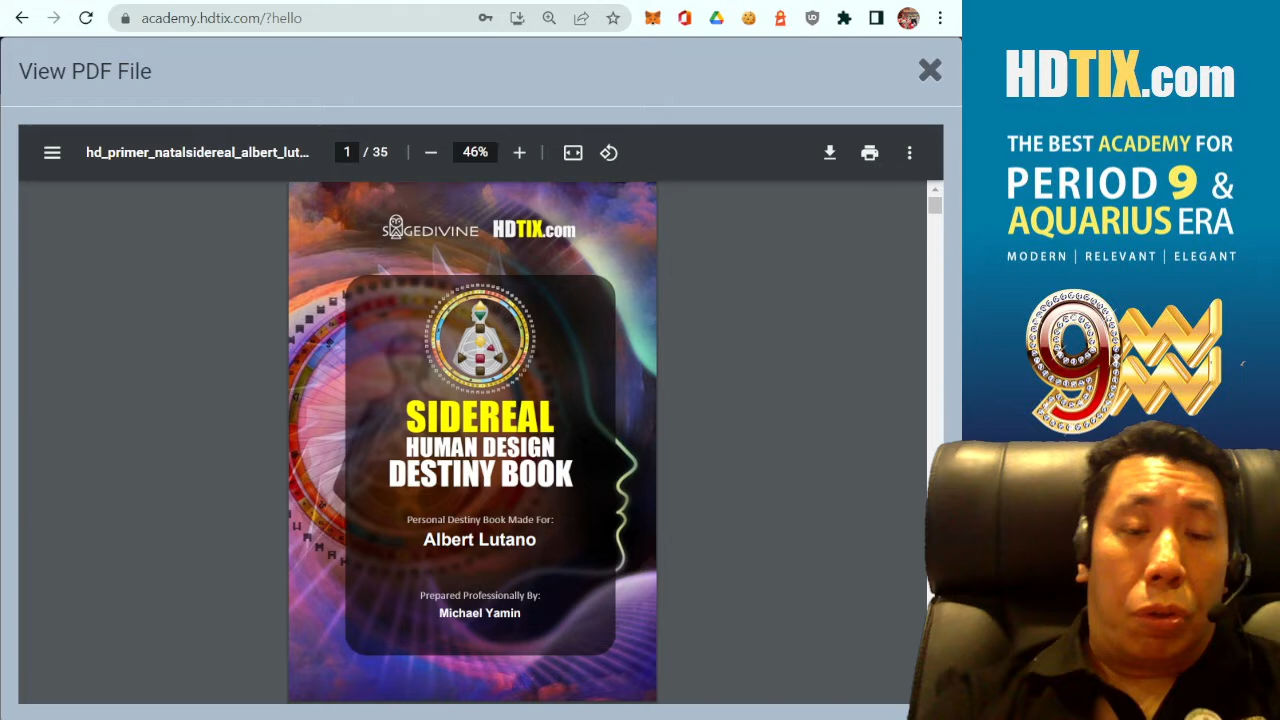 academy.hdtix.com/?hello
View PDF File
hd_primer_natalsidereal_albert_lut...
1 / 35
46%
SAGEDIVINE HDTIX.com
SIDEREAL
HUMAN DESIGN
DESTINY BOOK
Personal Destiny Book Made For:
Albert Lutano
Prepared Professionally By:
Michael Yamin
HDTIX.com
THE BEST ACADEMY FOR
PERIOD 9 &
AQUARIUS ERA
MODERN | RELEVANT | ELEGANT
9